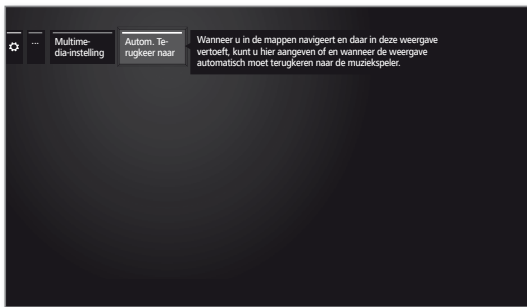 ...
Multime-
dia-instelling
Autom. Te-
rugkeer naar
Wanneer u in de mappen navigeert en daar in deze weergave
vertoeft, kunt u hier aangeven of en wanneer de weergave
automatisch moet terugkeren naar de muziekspeler.